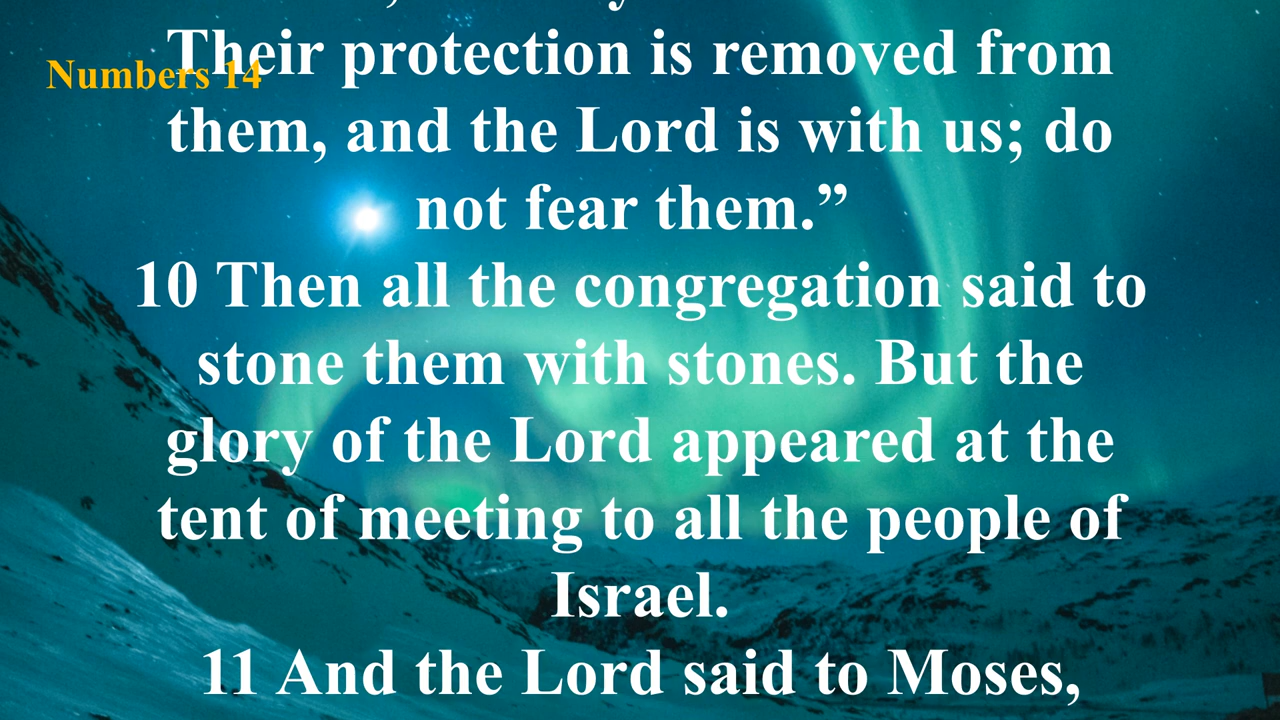 Numbers 14
Their protection is removed from
them, and the Lord is with us; do
not fear them.”
10 Then all the congregation said to
stone them with stones. But the
glory of the Lord appeared at the
tent of meeting to all the people of
Israel.
11 And the Lord said to Moses,